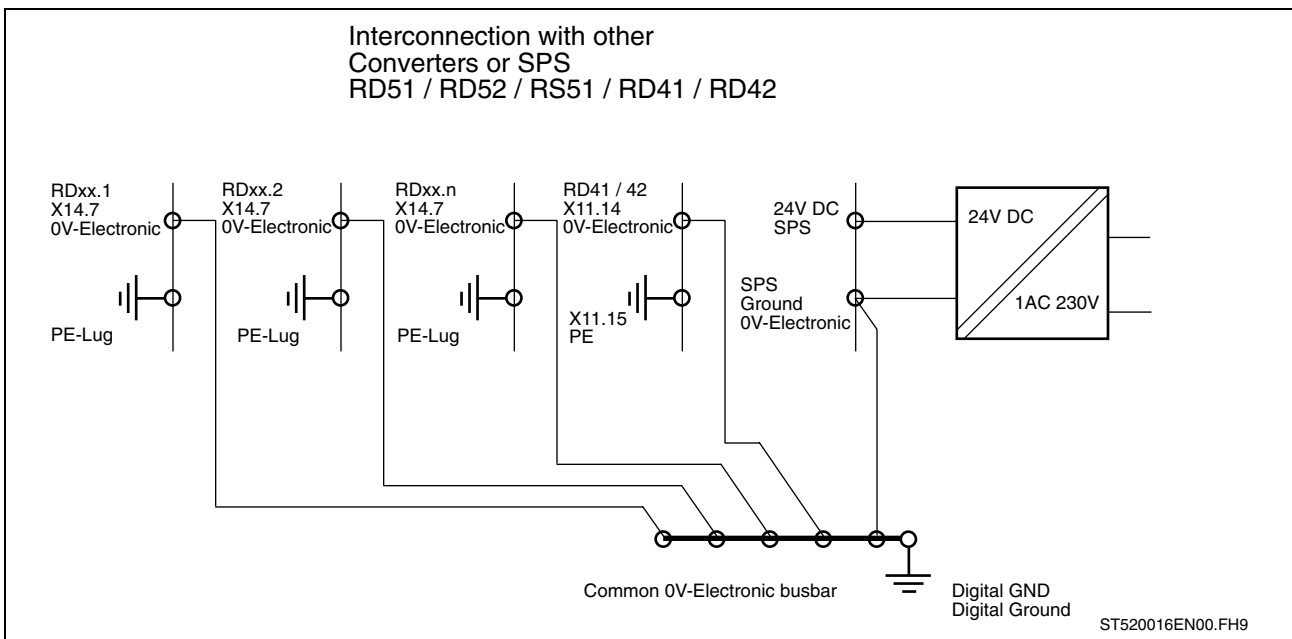 Interconnection with other
Converters or SPS
RD51 / RD52 / RS51 / RD41 / RD42
RDxx.1
X14.7
0V-Electronic
PE-Lug
RDxx.2
X14.7
0V-Electronic
PE-Lug
RDxx.n
X14.7
0V-Electronic
PE-Lug
RD41 / 42
X11.14
0V-Electronic
X11.15
PE
24V DC
SPS
SPS
Ground
0V-Electronic
24V DC
1AC 230V
Common 0V-Electronic busbar
Digital GND
Digital Ground
ST520016EN00.FH9